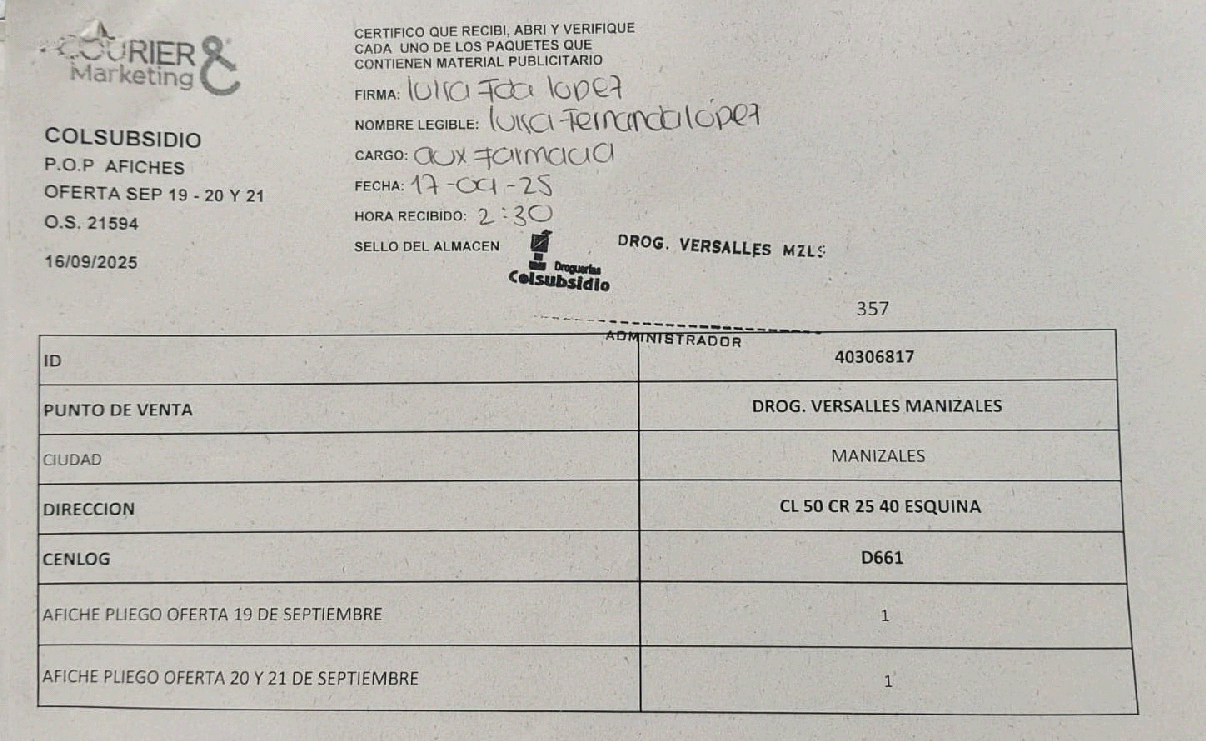 COURIER &
Marketing
COLSUBSIDIO
P.O.P AFICHES
OFERTA SEP 19 - 20 Y 21
O.S. 21594
16/09/2025
CERTIFICO QUE RECIBI, ABRI Y VERIFIQUE
CADA UNO DE LOS PAQUETES QUE
CONTIENEN MATERIAL PUBLICITARIO
FIRMA: luisa Fda lopez
NOMBRE LEGIBLE: luisa Fernanda lópez
CARGO: aux Farmacia
FECHA: 17-Oct-25
HORA RECIBIDO: 2:30
SELLO DEL ALMACEN
Droguerías
Colsubsidio
DROG. VERSALLES MZLS
ADMINISTRADOR
357
ID 40306817
PUNTO DE VENTA DROG. VERSALLES MANIZALES
CIUDAD MANIZALES
DIRECCION CL 50 CR 25 40 ESQUINA
CENLOG D661
AFICHE PLIEGO OFERTA 19 DE SEPTIEMBRE 1
AFICHE PLIEGO OFERTA 20 Y 21 DE SEPTIEMBRE 1